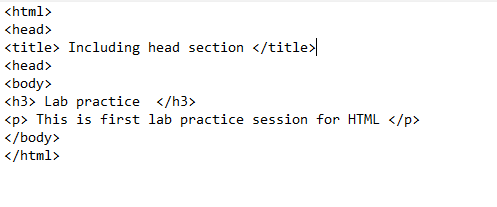 <html>
<head>
<title> Including head section </title>
<head>
<body>
<h3> Lab practice  </h3>
<p> This is first lab practice session for HTML </p>
</body>
</html>